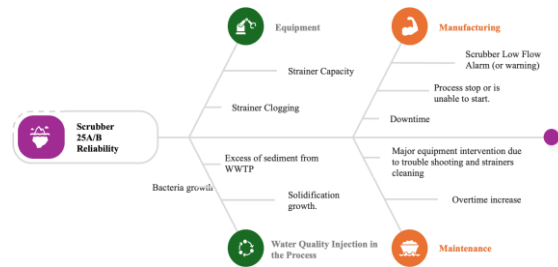 Equipment
Manufacturing
Scrubber Low Flow
Alarm (or warning)
Strainer Capacity
Process stop or is
unable to start.
Strainer Clogging
Downtime
Scrubber
25A/B
Reliability
Excess of sediment from
WWTP
Major equipment intervention due
to trouble shooting and strainers
cleaning
Bacteria growth
Solidification
growth.
Overtime increase
Water Quality Injection in
the Process
Maintenance